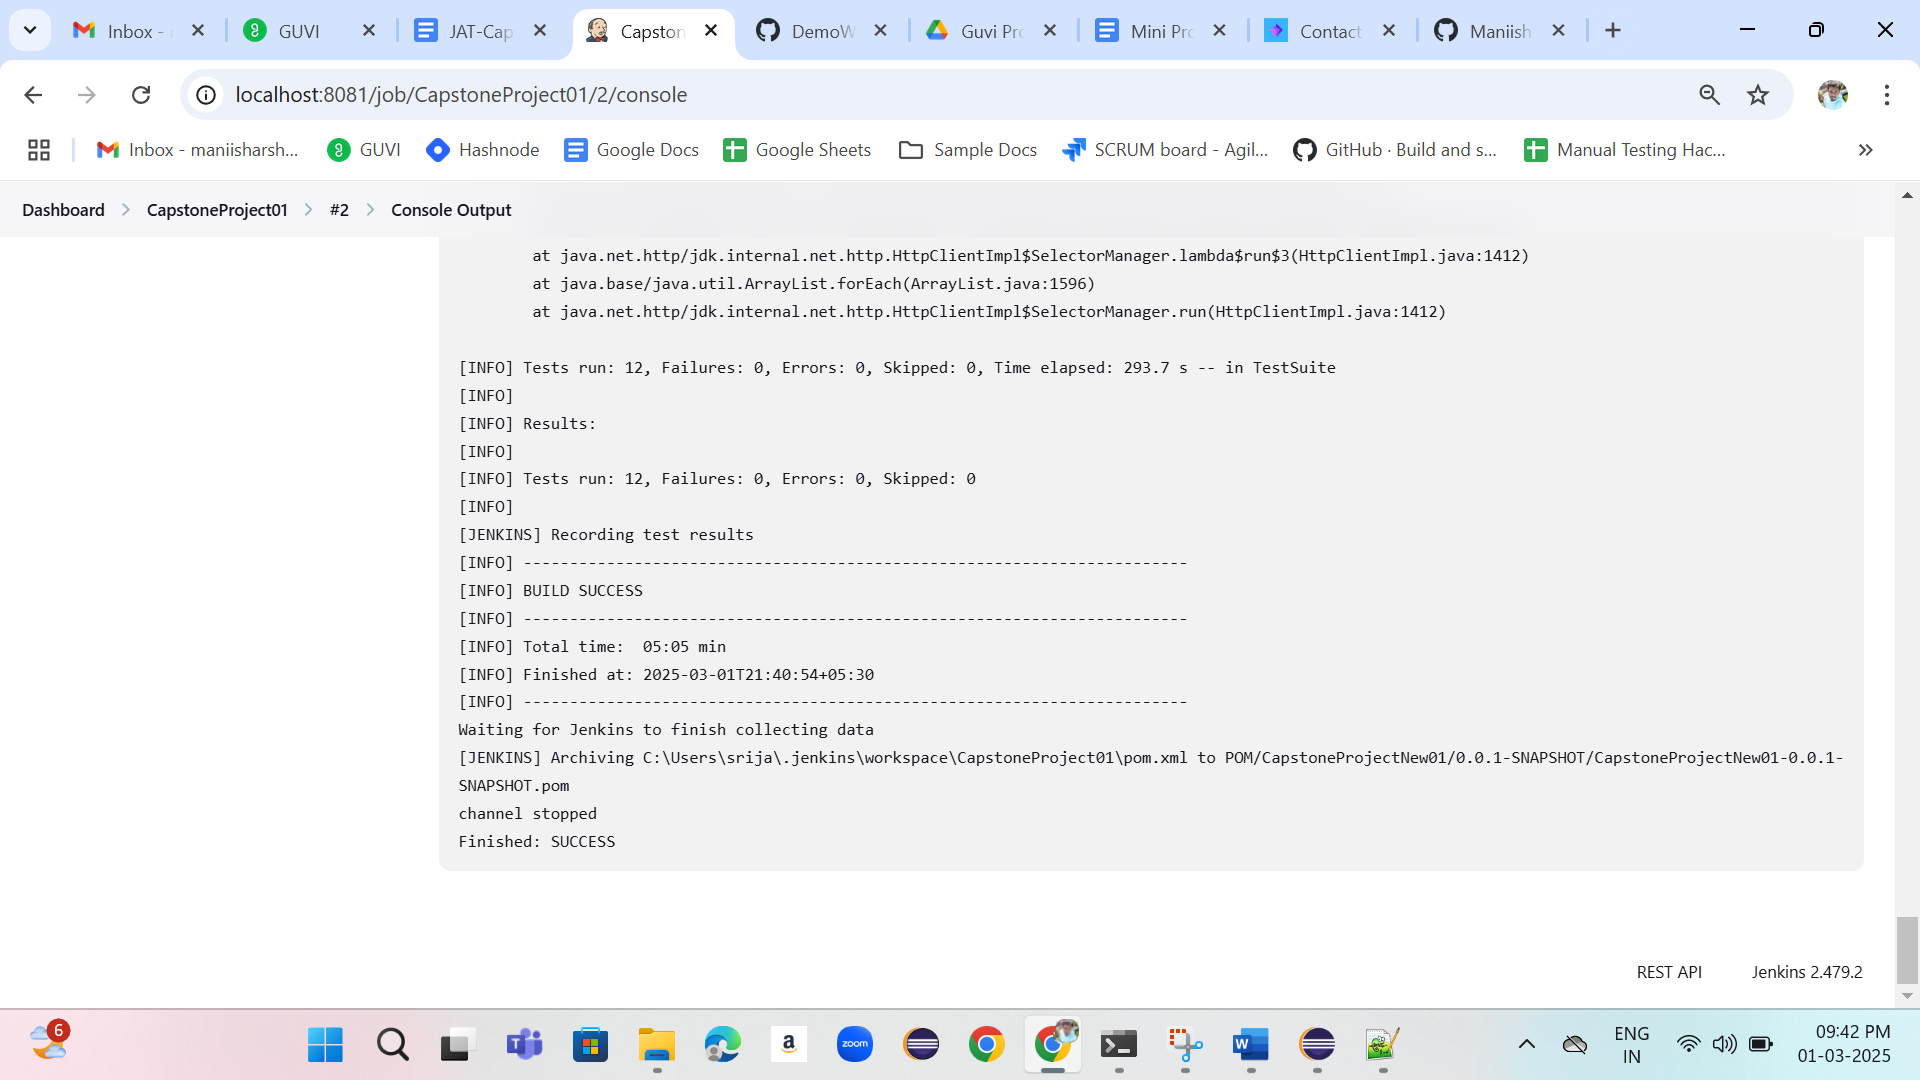 Inbox -
GUVI
JAT-Cap
Capston
DemoW
Guvi Pro
Mini Pro
Contact
Maniish
localhost:8081/job/CapstoneProject01/2/console
Inbox - maniisharsh...
GUVI
Hashnode
Google Docs
Google Sheets
Sample Docs
SCRUM board - Agil...
GitHub · Build and s...
Manual Testing Hac...
Dashboard > CapstoneProject01 > #2 > Console Output
at java.net.http/jdk.internal.net.http.HttpClientImpl$SelectorManager.lambda$run$3(HttpClientImpl.java:1412)
at java.base/java.util.ArrayList.forEach(ArrayList.java:1596)
at java.net.http/jdk.internal.net.http.HttpClientImpl$SelectorManager.run(HttpClientImpl.java:1412)
[INFO] Tests run: 12, Failures: 0, Errors: 0, Skipped: 0, Time elapsed: 293.7 s -- in TestSuite
[INFO]
[INFO] Results:
[INFO]
[INFO] Tests run: 12, Failures: 0, Errors: 0, Skipped: 0
[INFO]
[JENKINS] Recording test results
[INFO] ------------------------------------------------------------------------
[INFO] BUILD SUCCESS
[INFO] ------------------------------------------------------------------------
[INFO] Total time:  05:05 min
[INFO] Finished at: 2025-03-01T21:40:54+05:30
[INFO] ------------------------------------------------------------------------
Waiting for Jenkins to finish collecting data
[JENKINS] Archiving C:\Users\srija\.jenkins\workspace\CapstoneProject01\pom.xml to POM/CapstoneProjectNew01/0.0.1-SNAPSHOT/CapstoneProjectNew01-0.0.1-
SNAPSHOT.pom
channel stopped
Finished: SUCCESS
REST API
Jenkins 2.479.2
6
zoom
ENG
IN
09:42 PM
01-03-2025